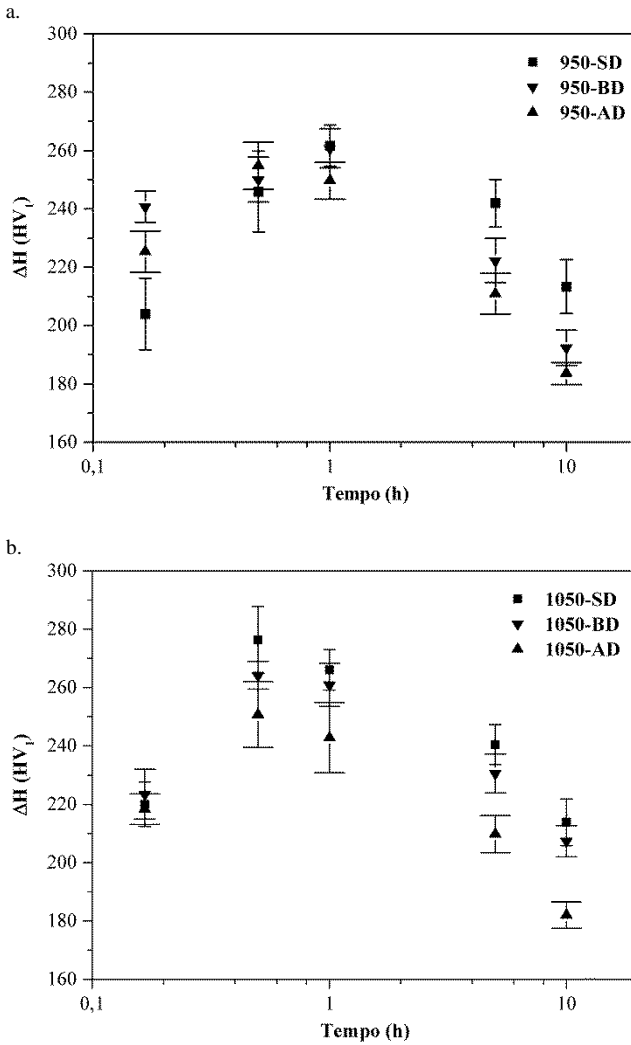 a.
300
280
260
240
220
200
180
160
ΔH (HV₁)
950-SD
950-BD
950-AD
0,1
1
10
Tempo (h)
b.
300
280
260
240
220
200
180
160
ΔH (HV₁)
1050-SD
1050-BD
1050-AD
0,1
1
10
Tempo (h)